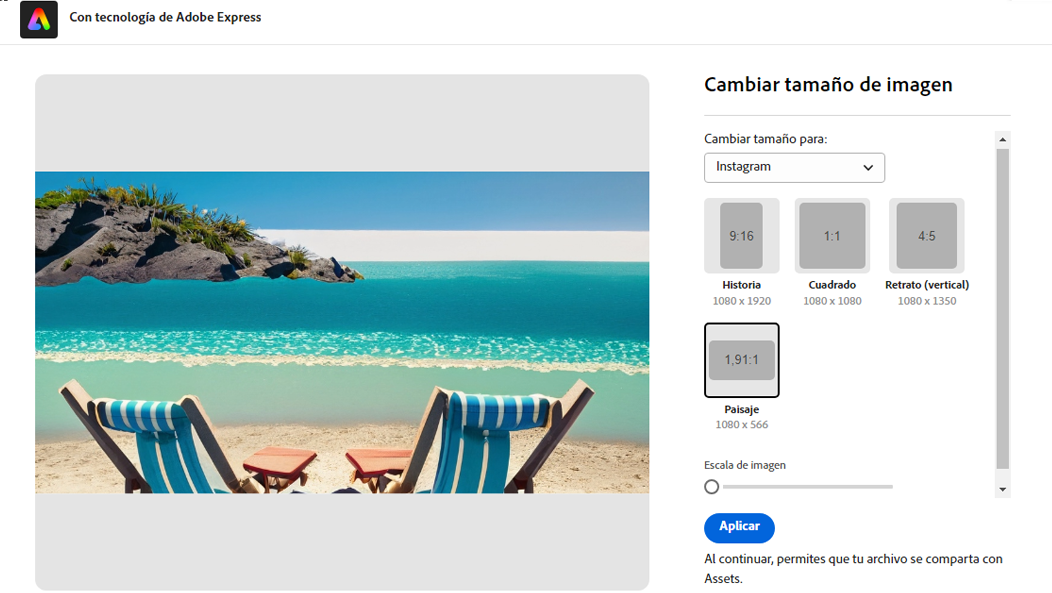 Con tecnología de Adobe Express
Cambiar tamaño de imagen
Cambiar tamaño para:
Instagram
9:16
1:1
4:5
Historia
Cuadrado
Retrato (vertical)
1080 x 1920
1080 x 1080
1080 x 1350
1,91:1
Paisaje
1080 x 566
Escala de imagen
Aplicar
Al continuar, permites que tu archivo se comparta con
Assets.